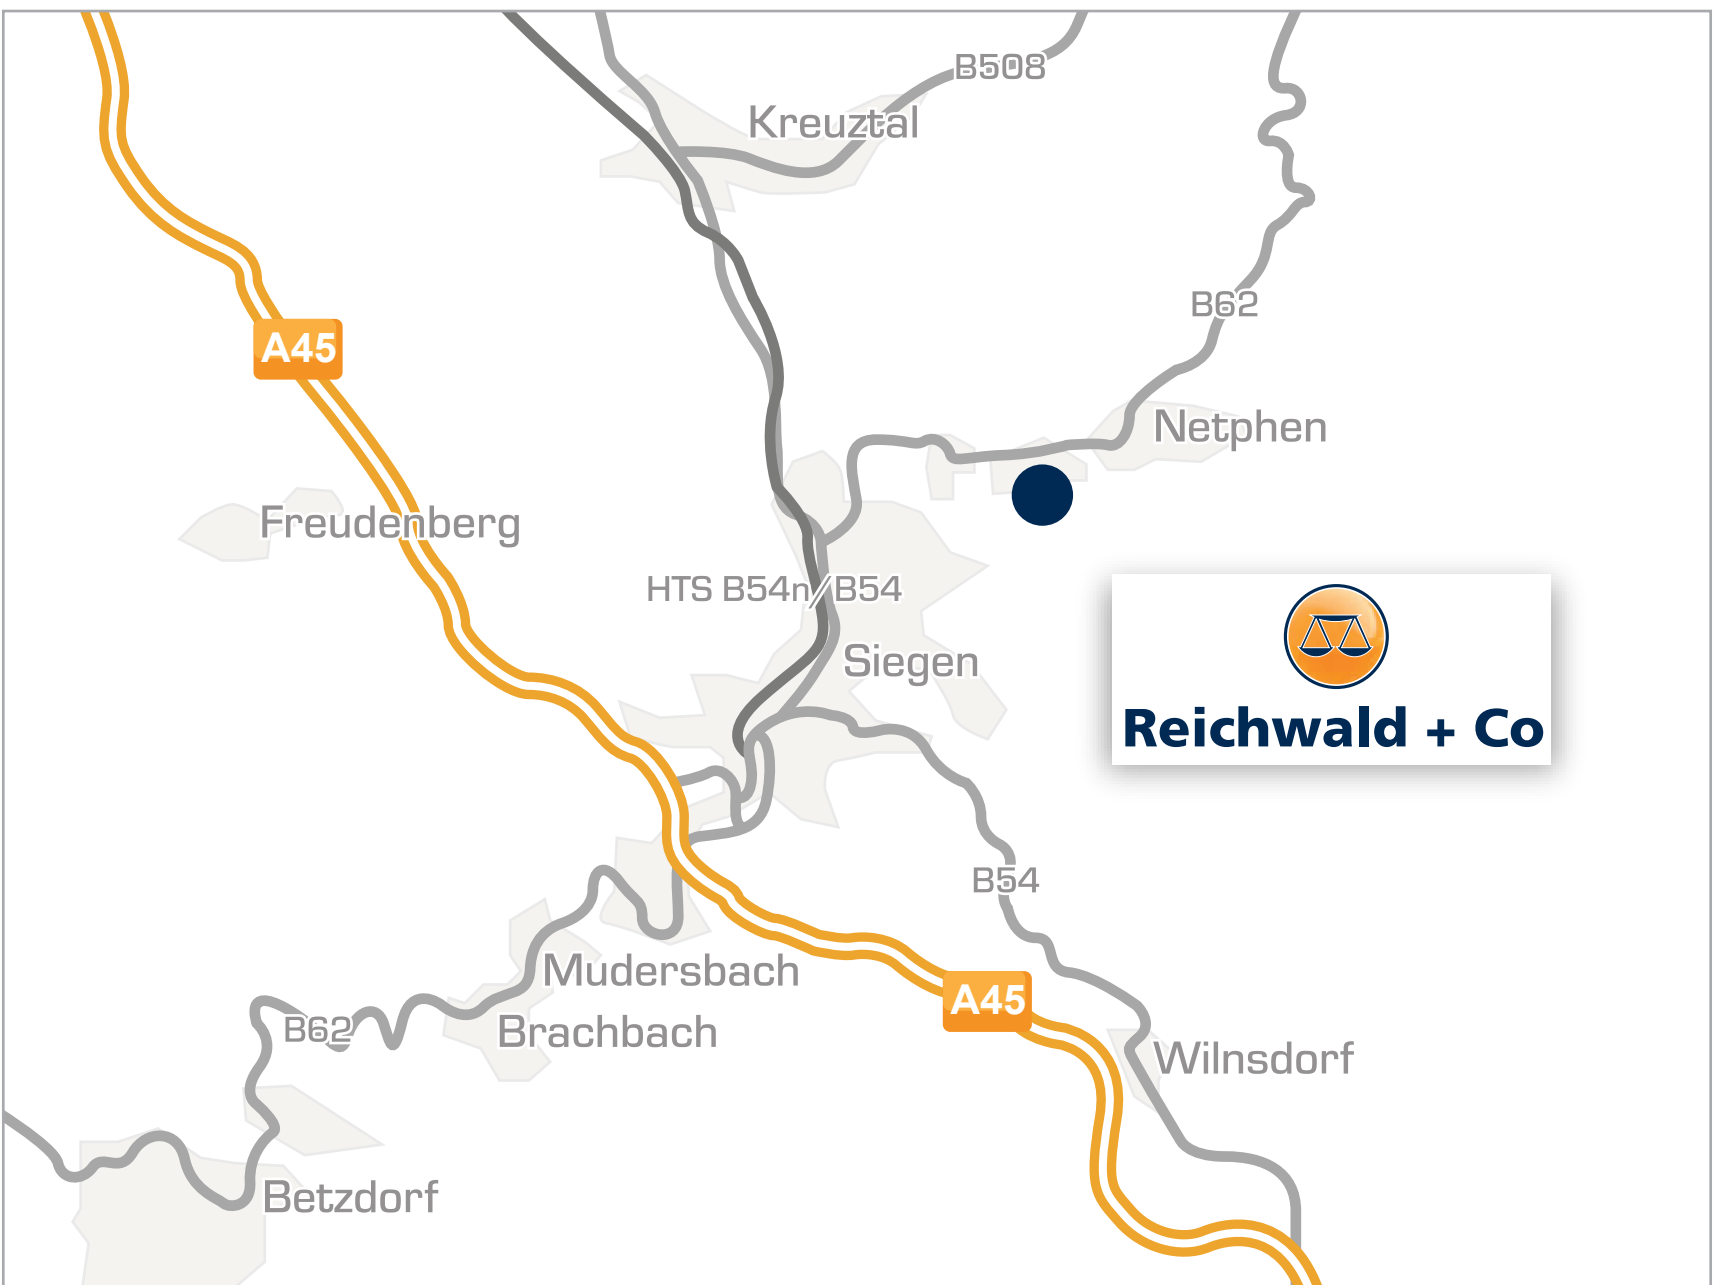 B508
Kreuztal
B62
A45
Netphen
Freudenberg
HTS B54n/B54
Siegen
Reichwald + Co
B54
Mudersbach
A45
B62
Brachbach
Wilnsdorf
Betzdorf